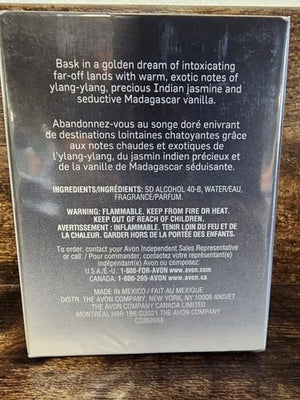 Bask in a golden dream of intoxicating
far-off lands with warm, exotic notes of
ylang-ylang, precious Indian jasmine and
seductive Madagascar vanilla.
Abandonnez-vous au songe doré enivrant
de destinations lointaines chatoyantes grâce
aux notes chaudes et exotiques de
l'ylang-ylang, du jasmin indien précieux et
de la vanille de Madagascar séduisante.
INGREDIENTS/INGRÉDIENTS: SD ALCOHOL 40-B, WATER/EAU,
FRAGRANCE/PARFUM.
WARNING: FLAMMABLE. KEEP FROM FIRE OR HEAT.
KEEP OUT OF REACH OF CHILDREN.
AVERTISSEMENT : INFLAMMABLE. TENIR LOIN DU FEU ET DE
LA CHALEUR. GARDER HORS DE LA PORTÉE DES ENFANTS.
To order, contact your Avon Independent Sales Representative
or call: / Pour commander, contactez votre représentant(e)
indépendant(e) Avon ou composez:
U.S.A./É.-U. 1-800-FOR-AVON www.avon.com
CANADA 1-800-265-AVON www.avon.ca
MADE IN MEXICO / FAIT AU MEXIQUE
DISTR. THE AVON COMPANY, NEW YORK, NY 10006 AND/ET
THE AVON COMPANY CANADA LIMITED
MONTRÉAL H9R 1B6 ©2021 THE AVON COMPANY